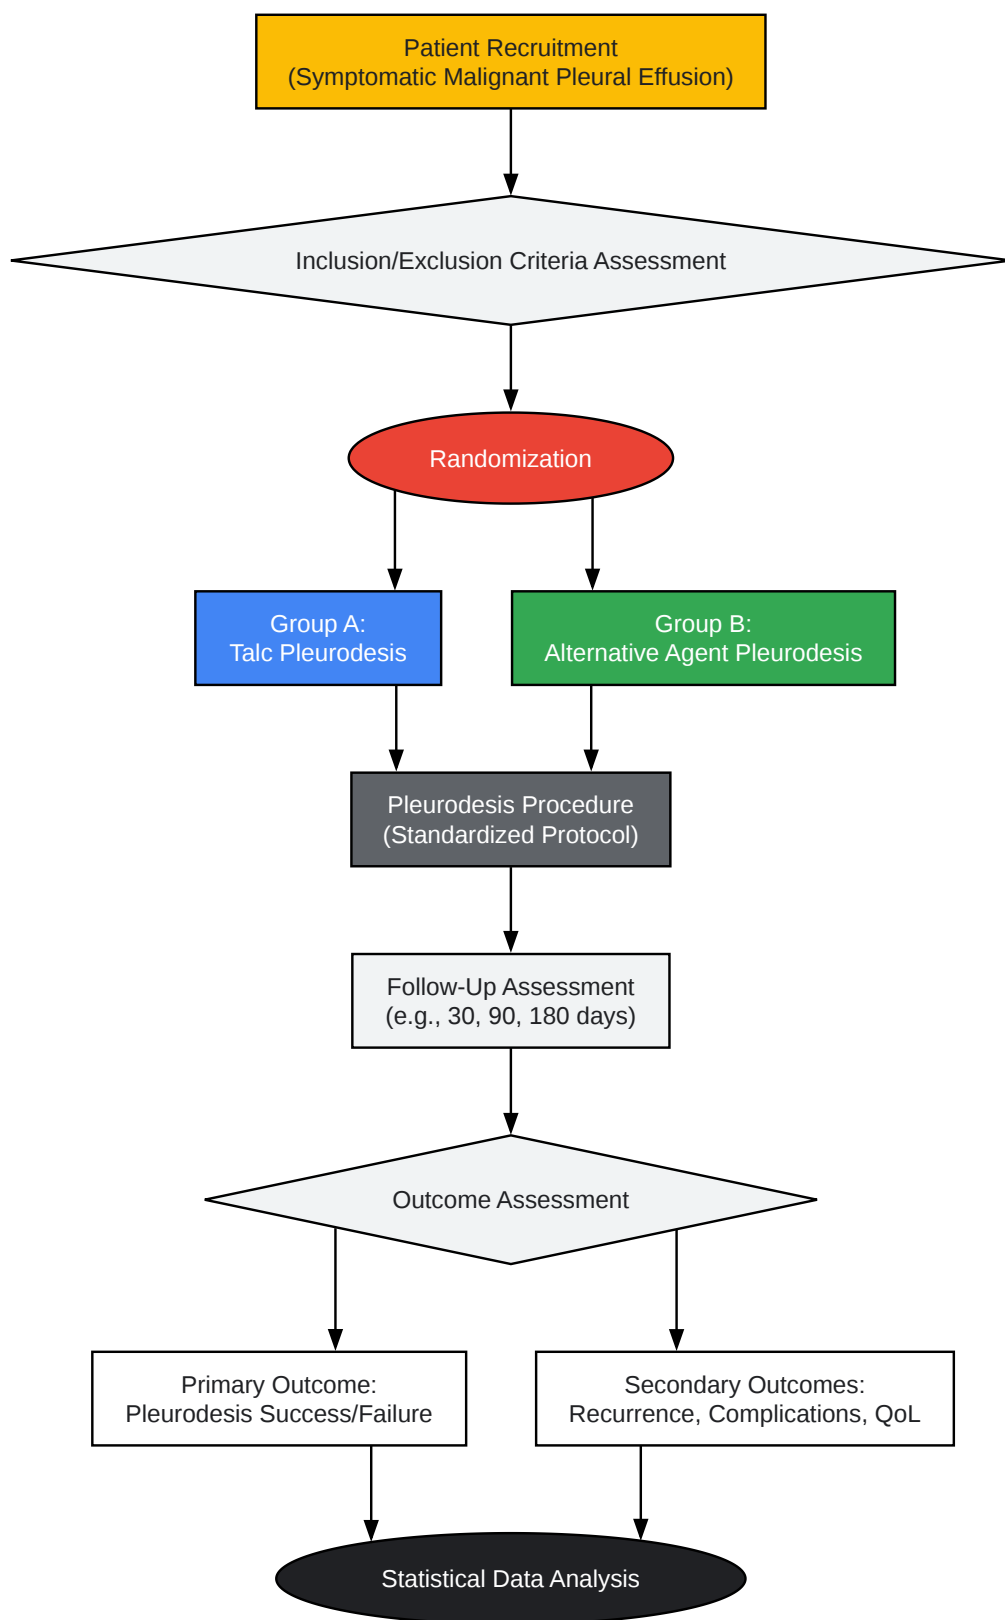 Patient Recruitment
(Symptomatic Malignant Pleural Effusion)
Inclusion/Exclusion Criteria Assessment
Randomization
Group A:
Talc Pleurodesis
Group B:
Alternative Agent Pleurodesis
Pleurodesis Procedure
(Standardized Protocol)
Follow-Up Assessment
(e.g., 30, 90, 180 days)
Outcome Assessment
Primary Outcome:
Pleurodesis Success/Failure
Secondary Outcomes:
Recurrence, Complications, QoL
Statistical Data Analysis